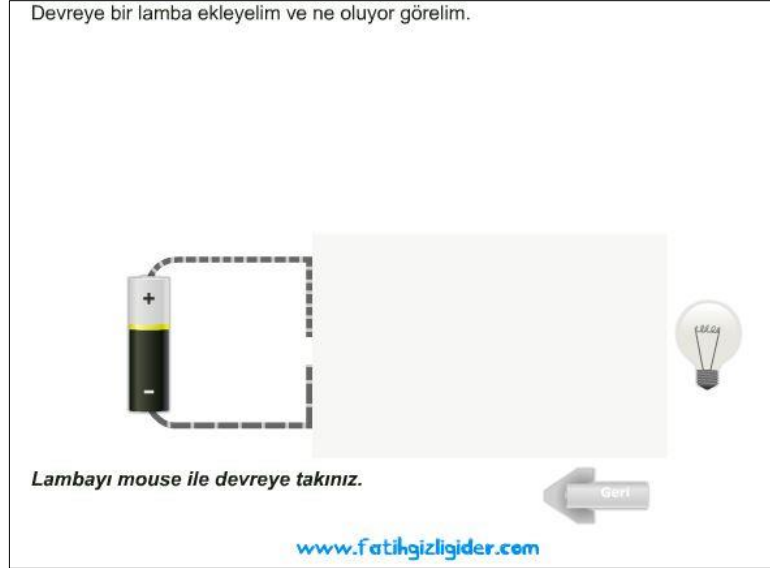 Devreye bir lamba ekleyelim ve ne oluyor görelim.
+
-
Lambayı mouse ile devreye takınız.
Geri
www.fatihgizligider.com